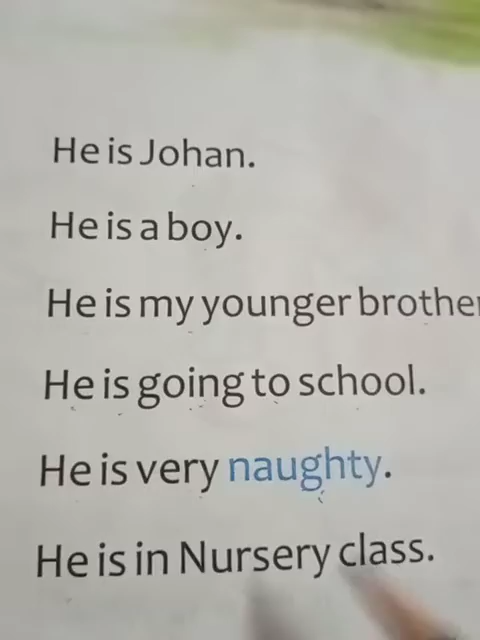 He is Johan.
He is a boy.
He is my younger brother
He is going to school.
He is very naughty.
He is in Nursery class.